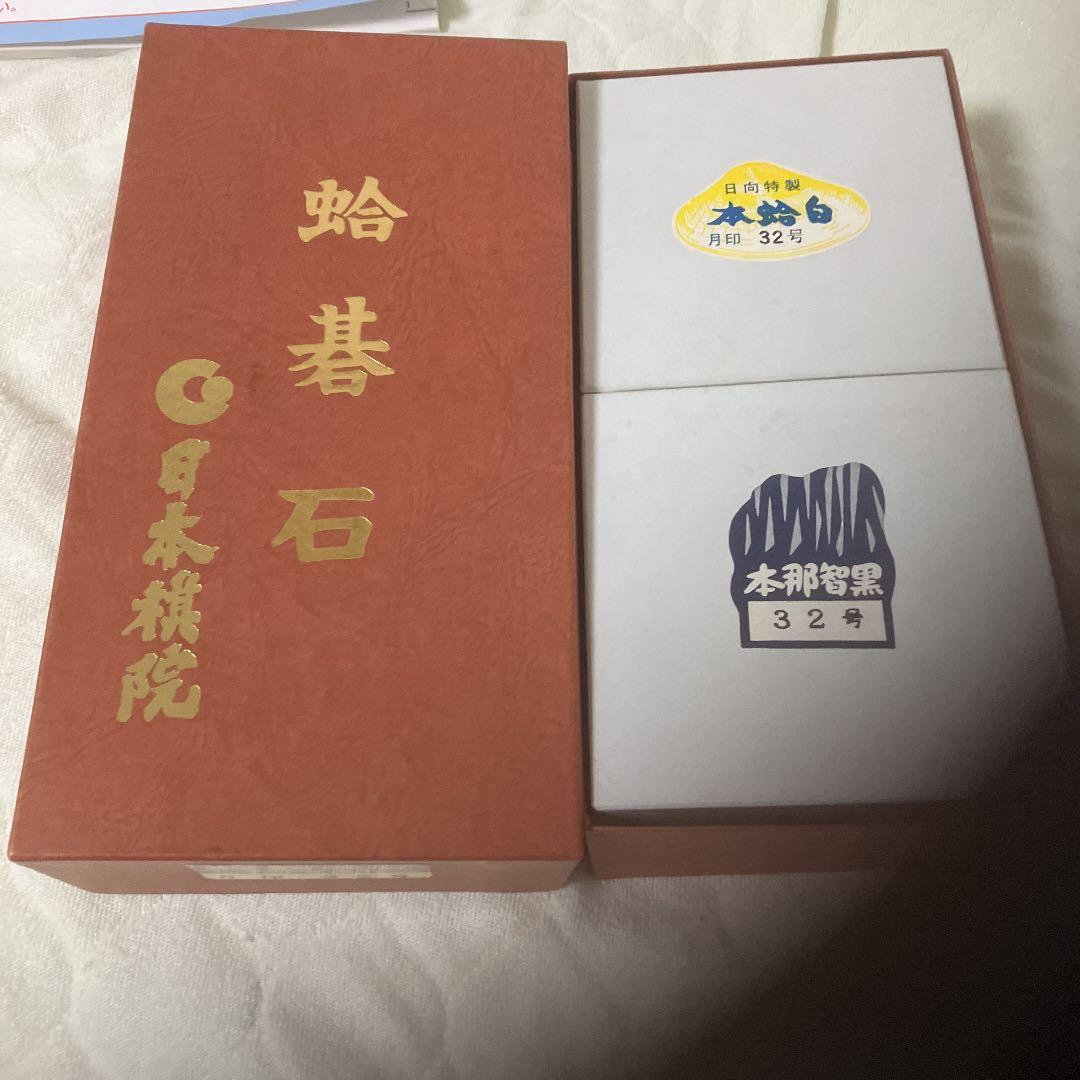 蛤碁石
日本棋院
日向特製
本蛤白
月印 32号
本那智黒
32号